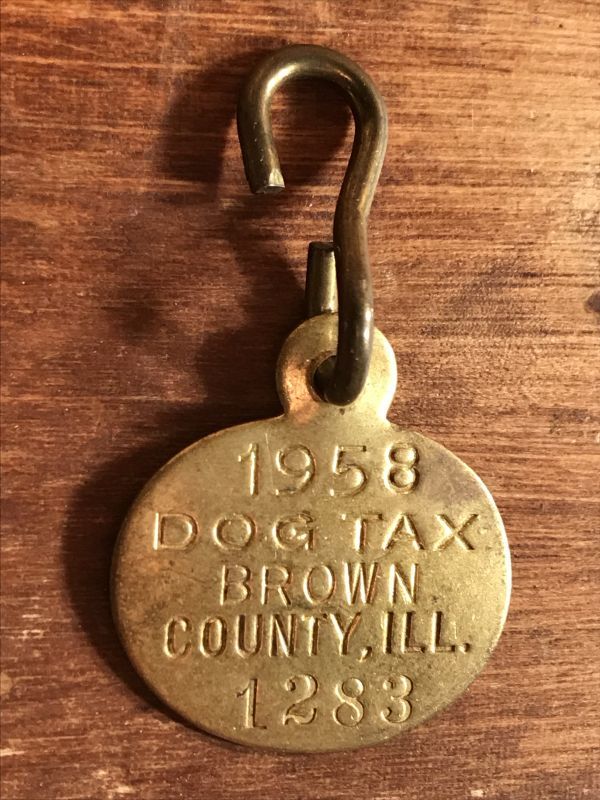 1958
DOG TAX
BROWN
COUNTY, ILL.
1283